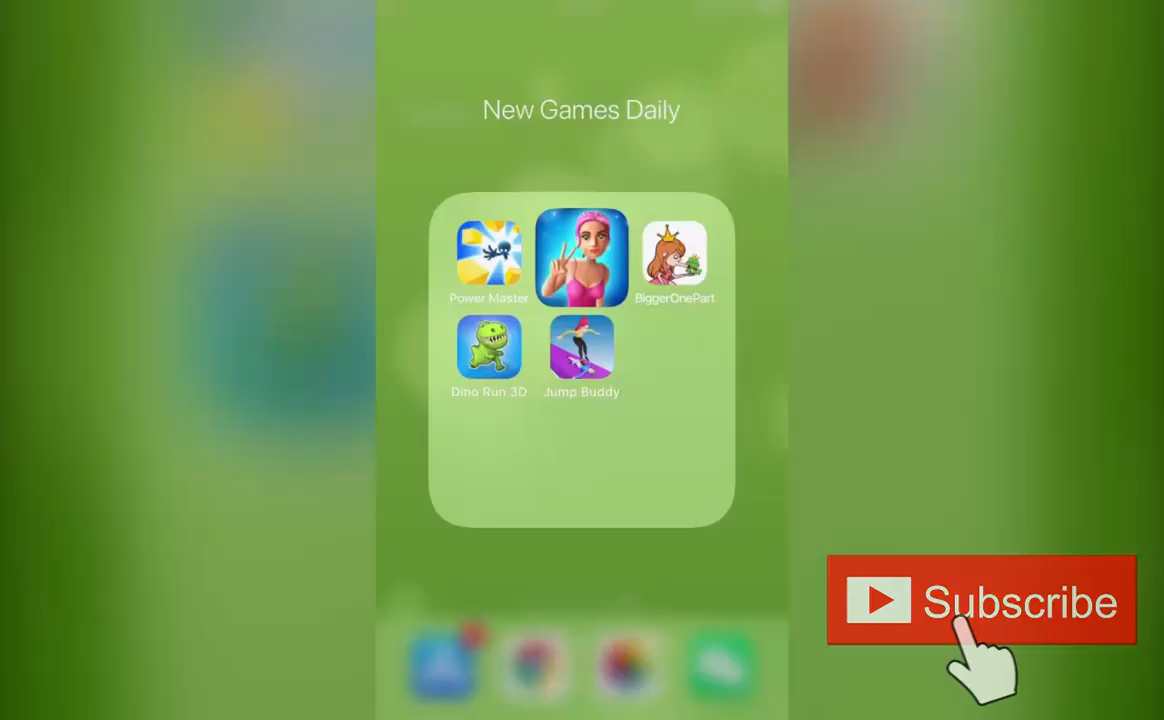 New Games Daily
Power Master
BiggerOnePart
Dino Run 3D
Jump Buddy
Subscribe